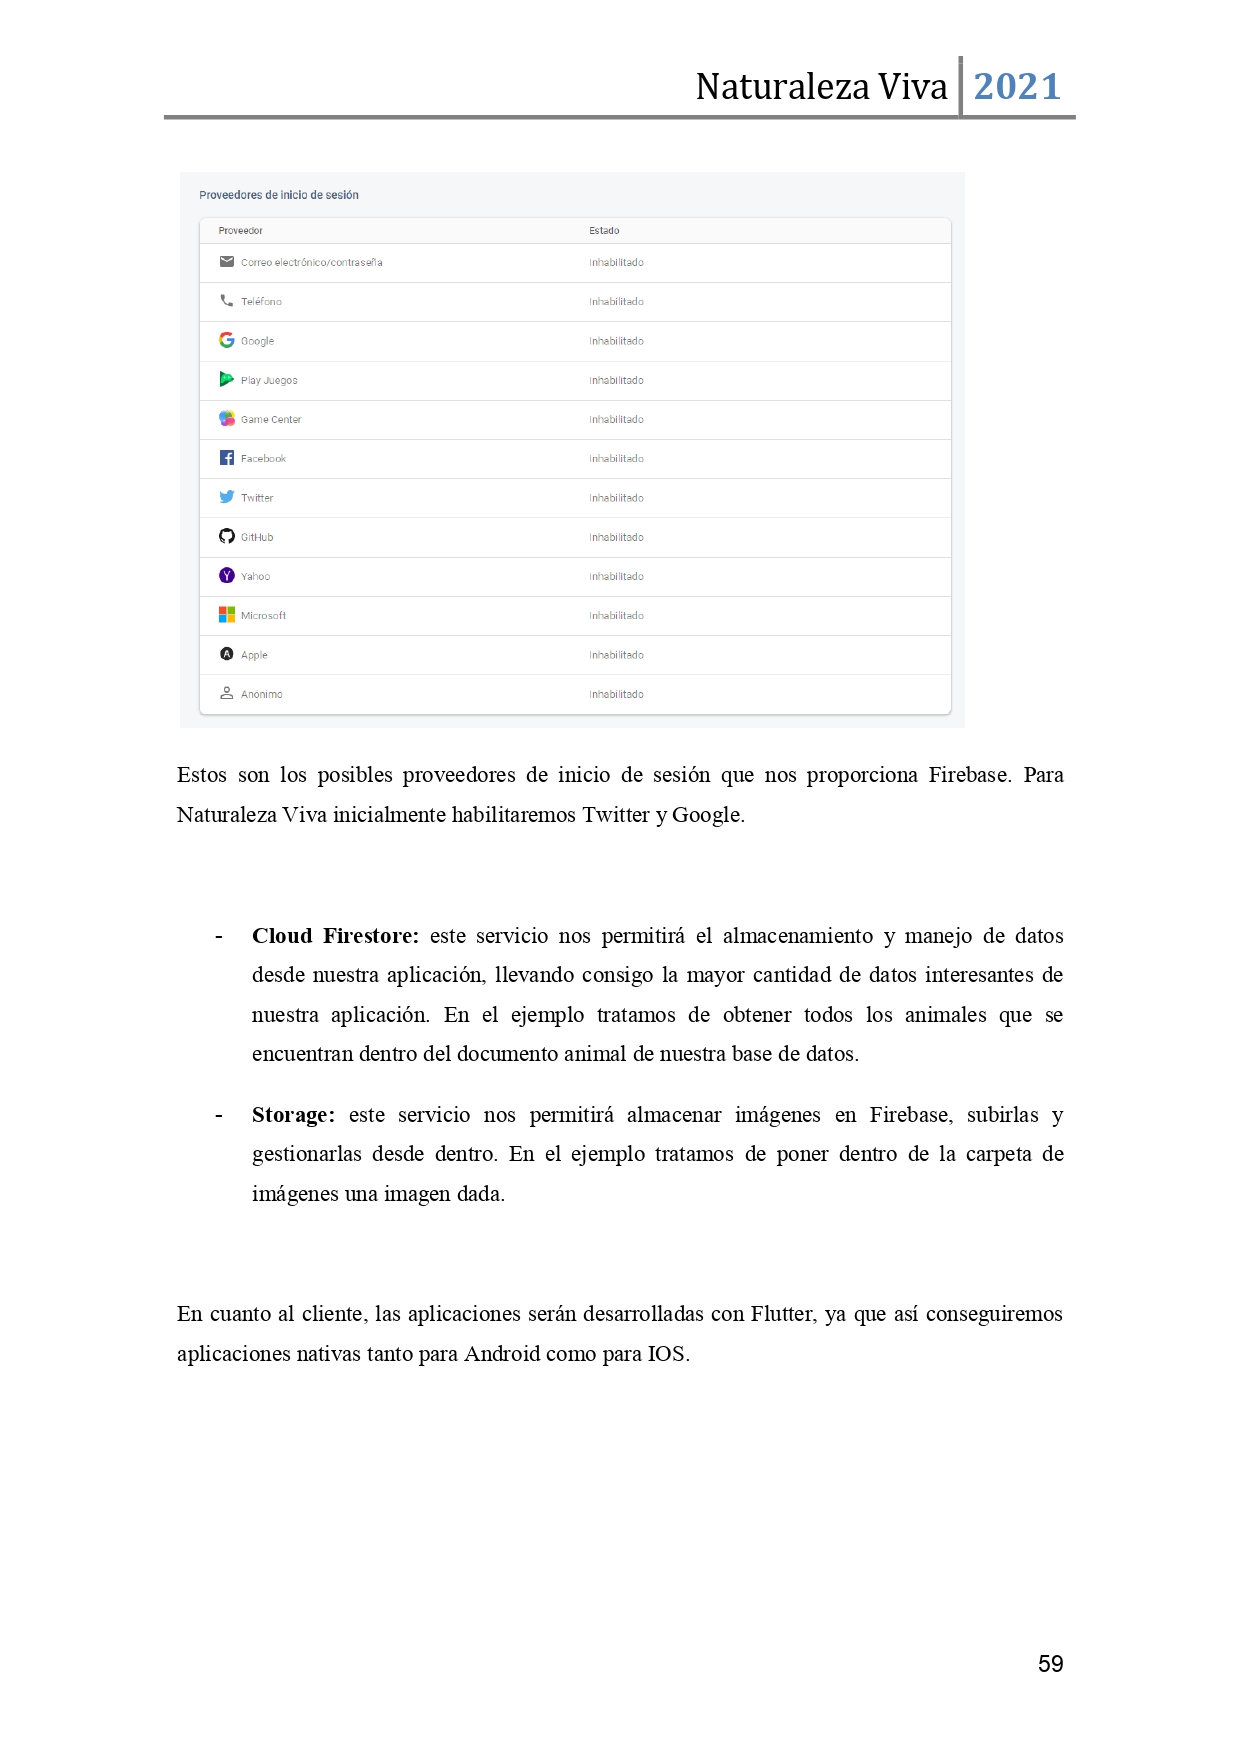 Naturaleza Viva 2021
Proveedores de inicio de sesión
Proveedor Estado
Correo electrónico/contraseña Inhabilitado
Teléfono Inhabilitado
Google Inhabilitado
Play Juegos Inhabilitado
Game Center Inhabilitado
Facebook Inhabilitado
Twitter Inhabilitado
GitHub Inhabilitado
Yahoo Inhabilitado
Microsoft Inhabilitado
Apple Inhabilitado
Anónimo Inhabilitado
Estos son los posibles proveedores de inicio de sesión que nos proporciona Firebase. Para
Naturaleza Viva inicialmente habilitaremos Twitter y Google.
- Cloud Firestore: este servicio nos permitirá el almacenamiento y manejo de datos
desde nuestra aplicación, llevando consigo la mayor cantidad de datos interesantes de
nuestra aplicación. En el ejemplo tratamos de obtener todos los animales que se
encuentran dentro del documento animal de nuestra base de datos.
- Storage: este servicio nos permitirá almacenar imágenes en Firebase, subirlas y
gestionarlas desde dentro. En el ejemplo tratamos de poner dentro de la carpeta de
imágenes una imagen dada.
En cuanto al cliente, las aplicaciones serán desarrolladas con Flutter, ya que así conseguiremos
aplicaciones nativas tanto para Android como para IOS.
59